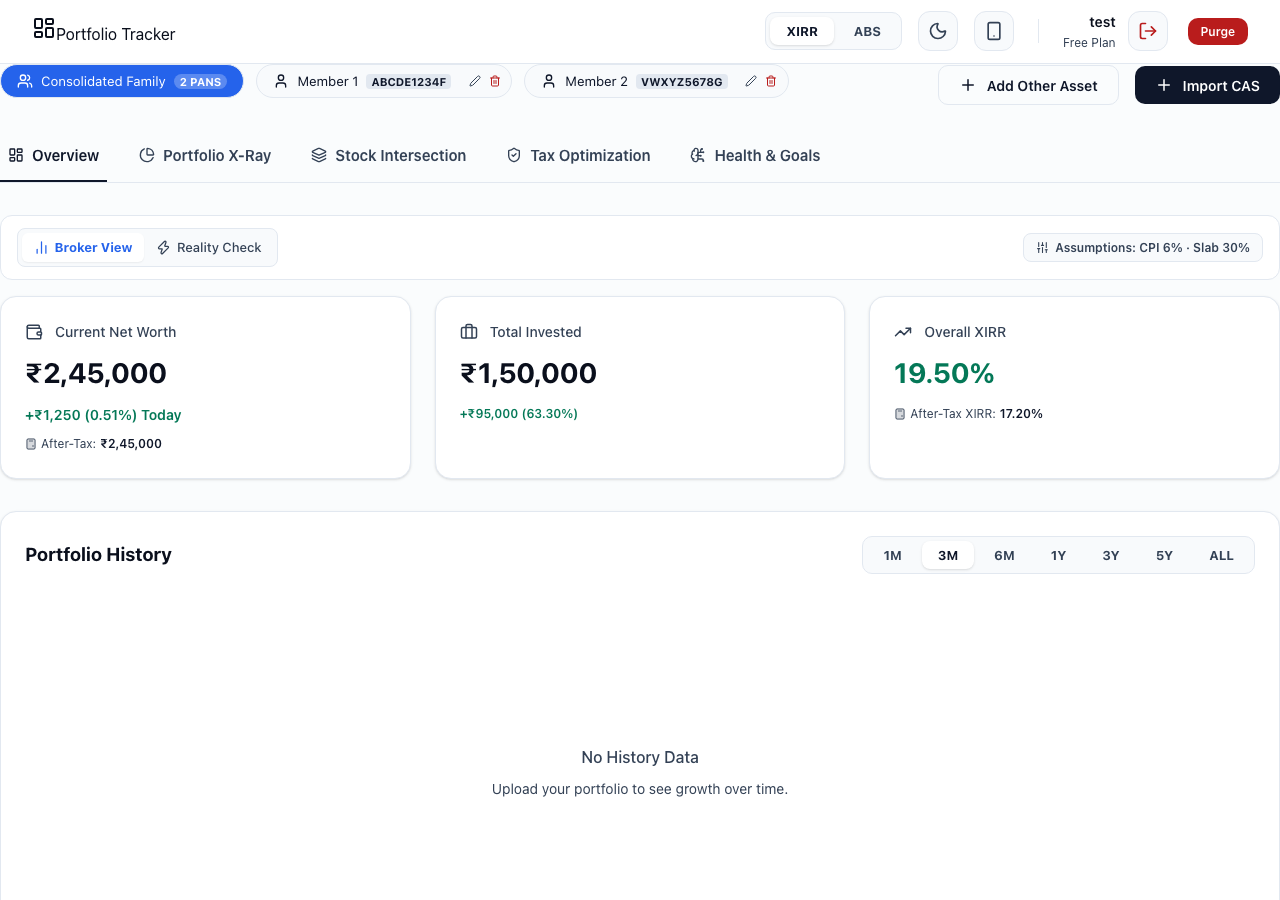 Portfolio Tracker
XIRR ABS
test
Free Plan
Purge
Consolidated Family 2 PANS
Member 1 ABCDE1234F
Member 2 VWXYZ5678G
Add Other Asset
Import CAS
Overview
Portfolio X-Ray
Stock Intersection
Tax Optimization
Health & Goals
Broker View
Reality Check
Assumptions: CPI 6% · Slab 30%
Current Net Worth
₹2,45,000
+₹1,250 (0.51%) Today
After-Tax: ₹2,45,000
Total Invested
₹1,50,000
+₹95,000 (63.30%)
Overall XIRR
19.50%
After-Tax XIRR: 17.20%
Portfolio History
1M 3M 6M 1Y 3Y 5Y ALL
No History Data
Upload your portfolio to see growth over time.